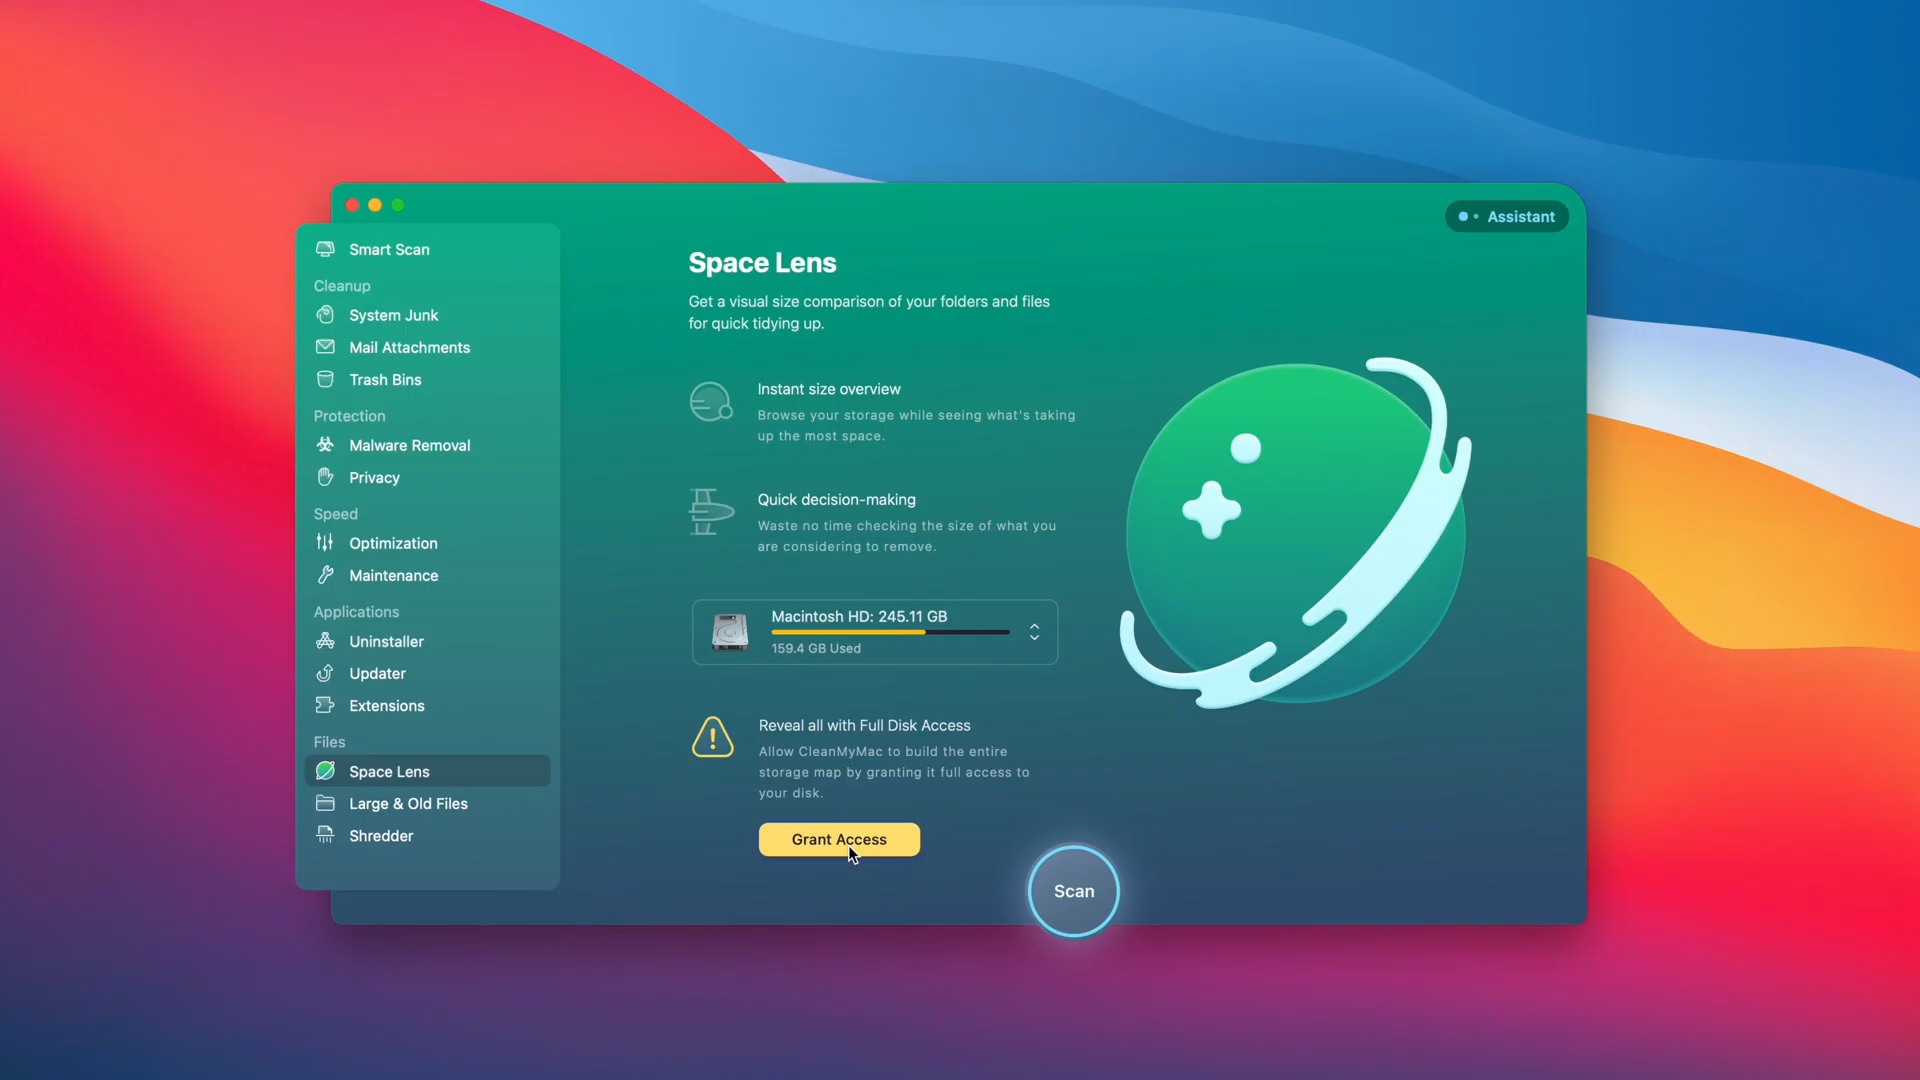 Assistant
Smart Scan
Cleanup
System Junk
Mail Attachments
Trash Bins
Protection
Malware Removal
Privacy
Speed
Optimization
Maintenance
Applications
Uninstaller
Updater
Extensions
Files
Space Lens
Large & Old Files
Shredder
Space Lens
Get a visual size comparison of your folders and files
for quick tidying up.
Instant size overview
Browse your storage while seeing what's taking
up the most space.
Quick decision-making
Waste no time checking the size of what you
are considering to remove.
Macintosh HD: 245.11 GB
159.4 GB Used
Reveal all with Full Disk Access
Allow CleanMyMac to build the entire
storage map by granting it full access to
your disk.
Grant Access
Scan